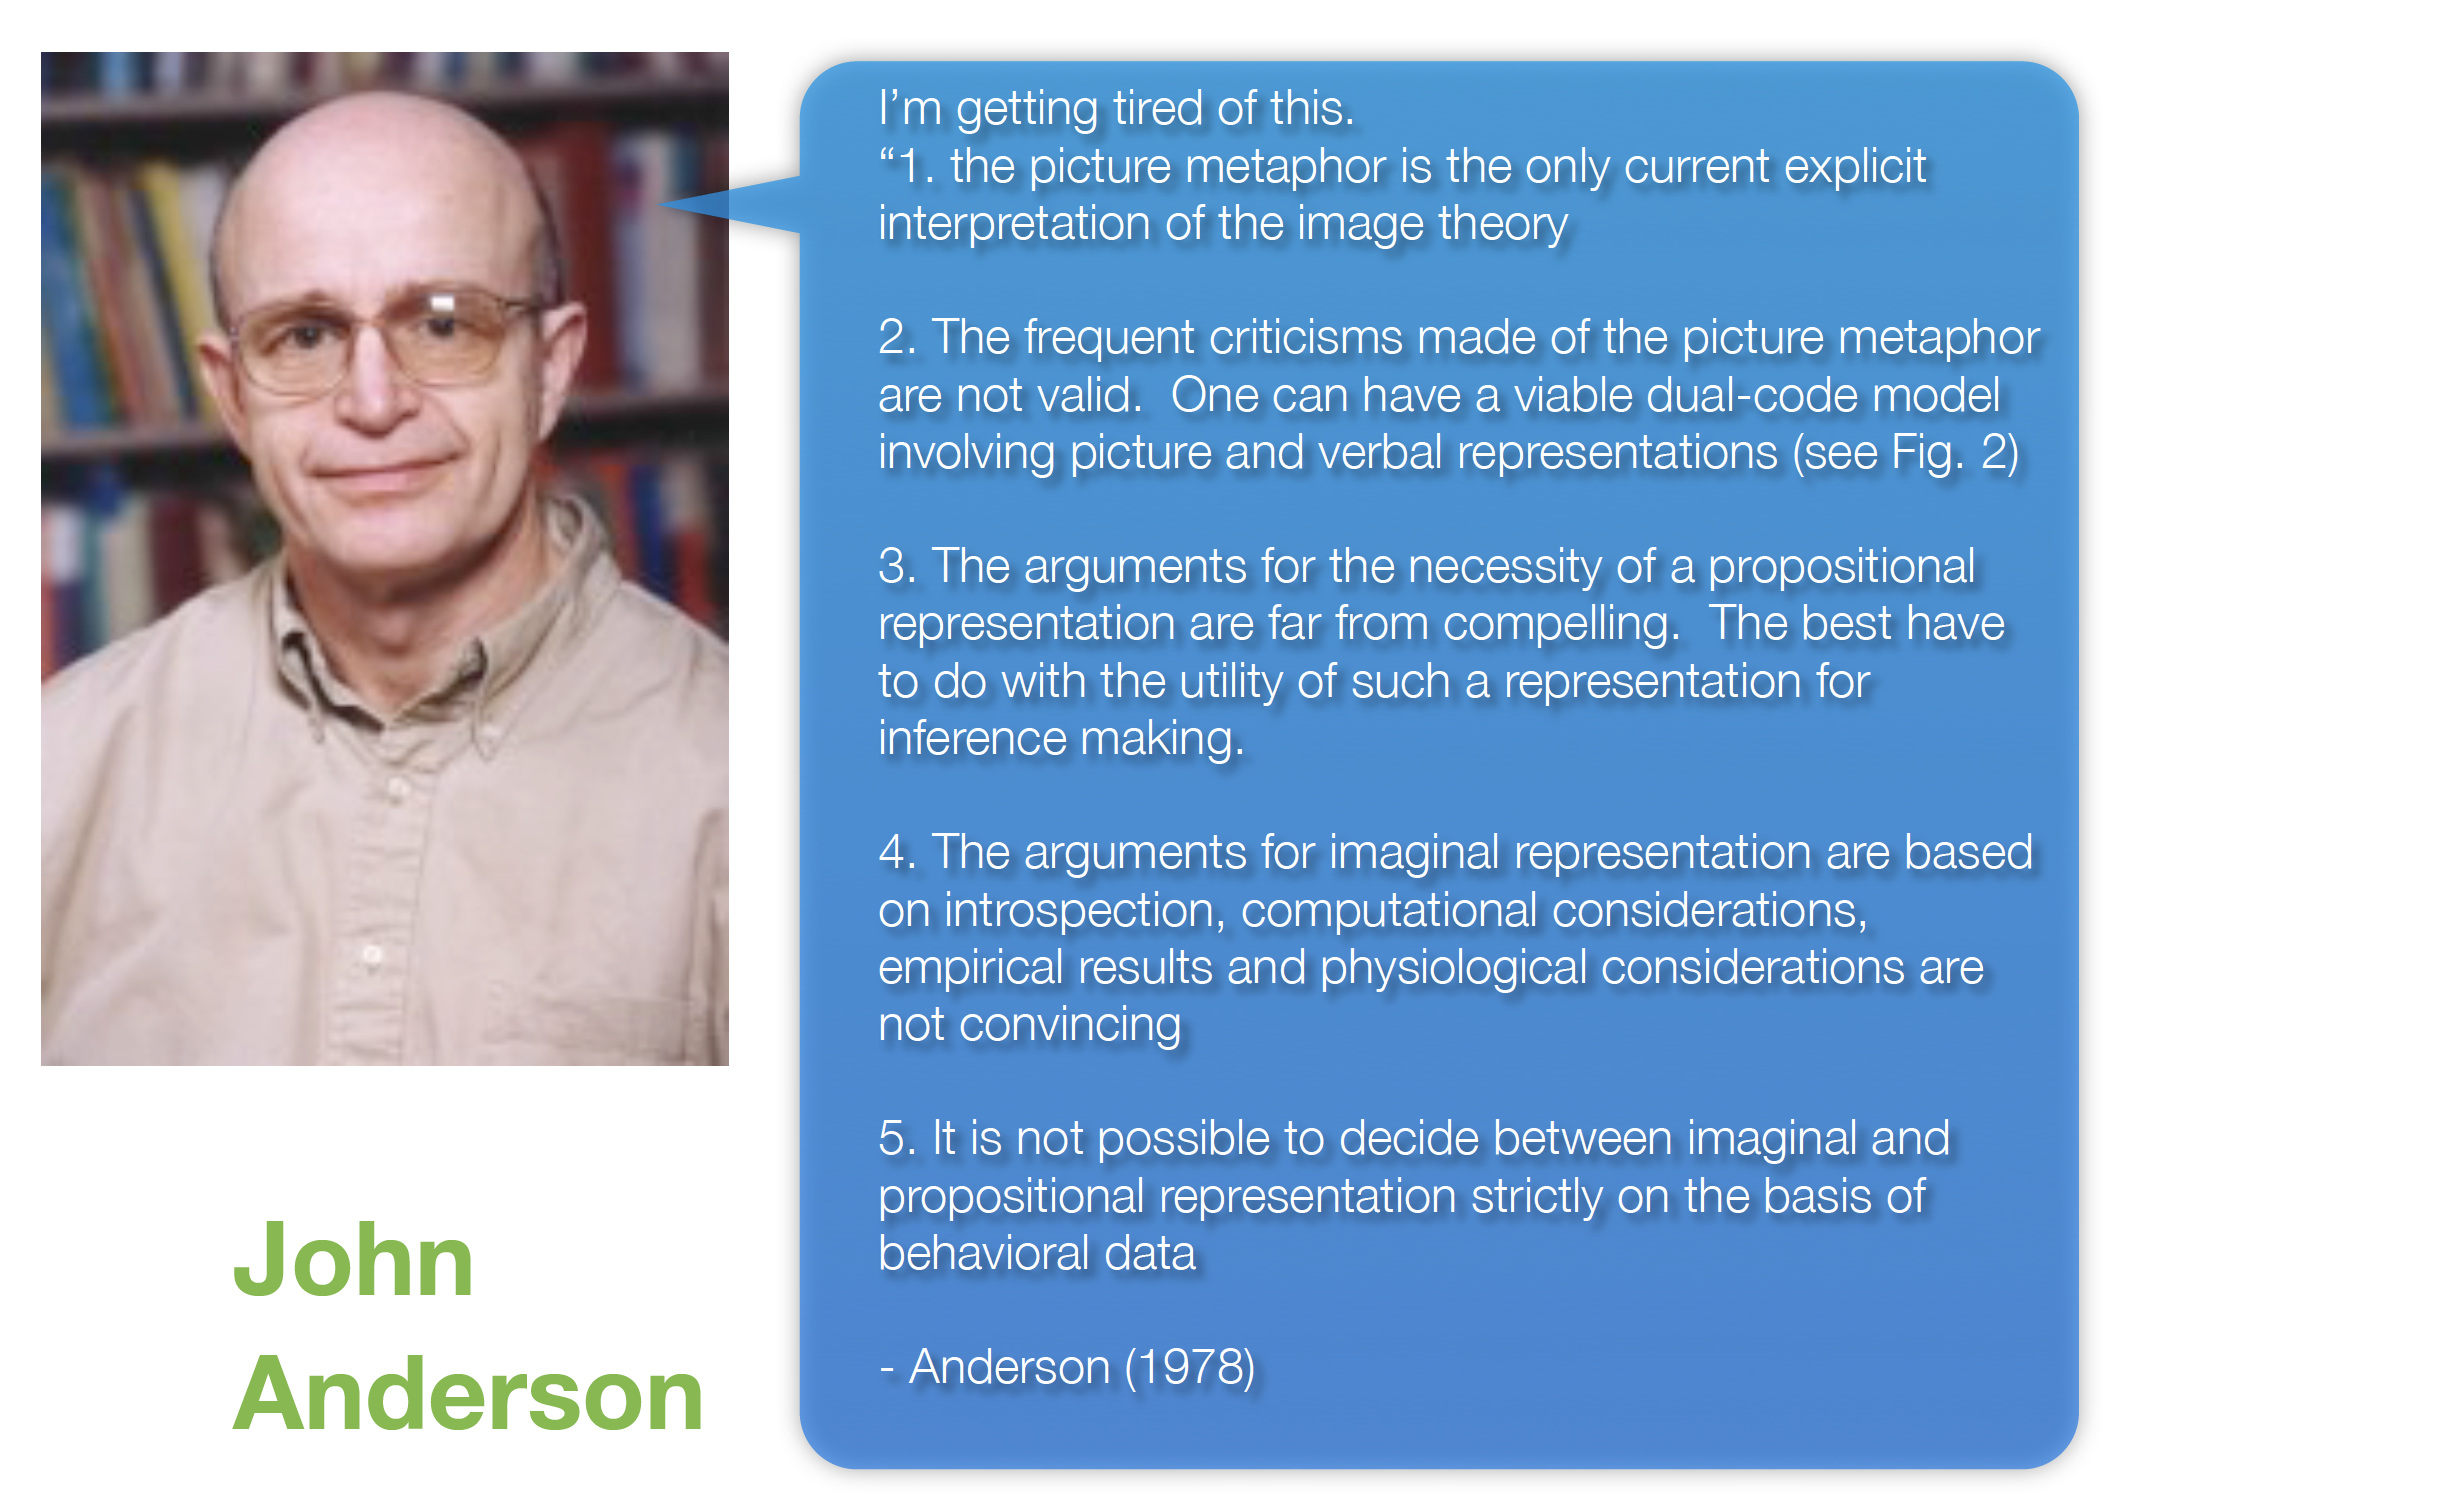 I'm getting tired of this.
“1. the picture metaphor is the only current explicit
interpretation of the image theory
2. The frequent criticisms made of the picture metaphor
are not valid.  One can have a viable dual-code model
involving picture and verbal representations (see Fig. 2)
3. The arguments for the necessity of a propositional
representation are far from compelling.  The best have
to do with the utility of such a representation for
inference making.
4. The arguments for imaginal representation are based
on introspection, computational considerations,
empirical results and physiological considerations are
not convincing
5. It is not possible to decide between imaginal and
propositional representation strictly on the basis of
behavioral data
- Anderson (1978)
John
Anderson